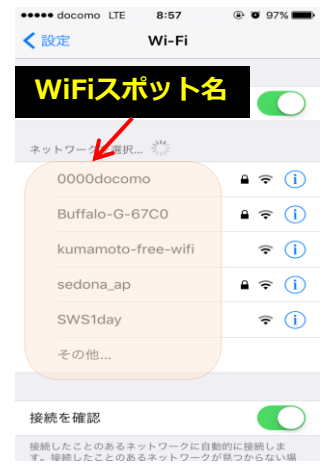 docomo LTE 8:57 97%
設定 Wi-Fi
WiFiスポット名
ネットワークを選択...
0000docomo
Buffalo-G-67C0
kumamoto-free-wifi
sedona_ap
SWS1day
その他...
接続を確認
接続したことのあるネットワークに自動的に接続しま
す。接続したことのあるネットワークが見つからない場